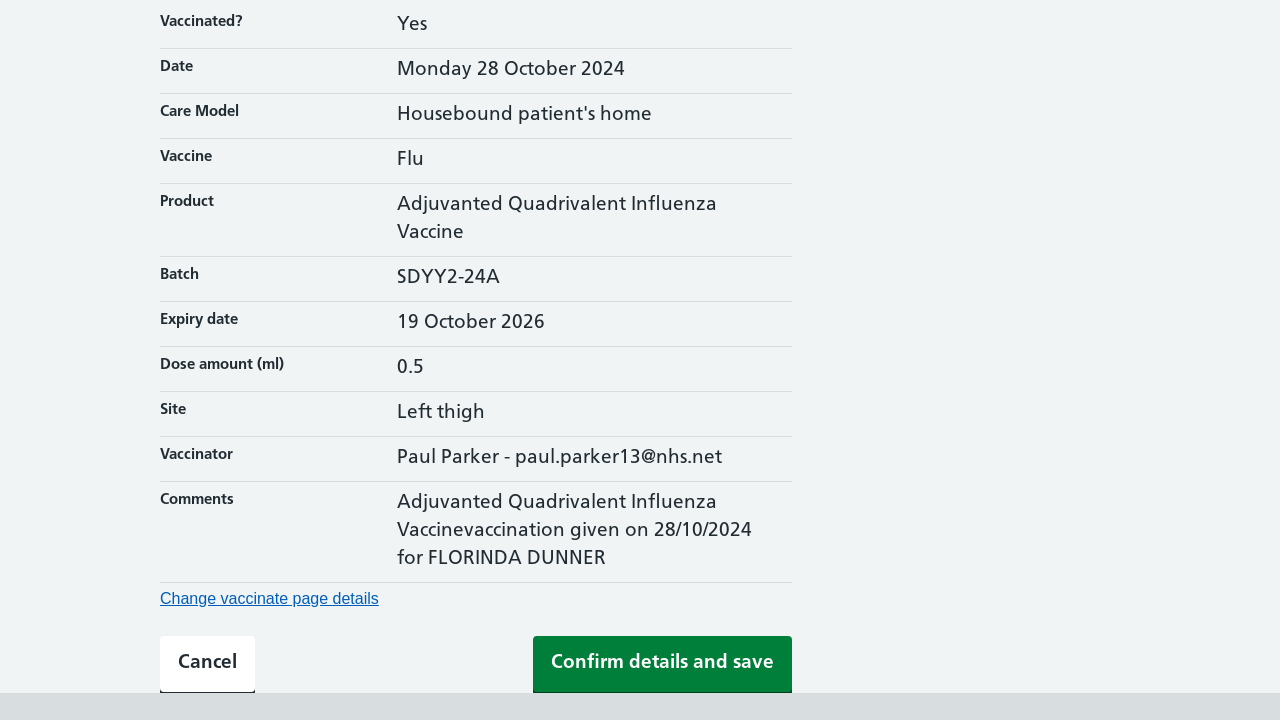 Vaccinated?
Yes
Date
Monday 28 October 2024
Care Model
Housebound patient's home
Vaccine
Flu
Product
Adjuvanted Quadrivalent Influenza
Vaccine
Batch
SDYY2-24A
Expiry date
19 October 2026
Dose amount (ml)
0.5
Site
Left thigh
Vaccinator
Paul Parker - paul.parker13@nhs.net
Comments
Adjuvanted Quadrivalent Influenza
Vaccinevaccination given on 28/10/2024
for FLORINDA DUNNER
Change vaccinate page details
Cancel
Confirm details and save